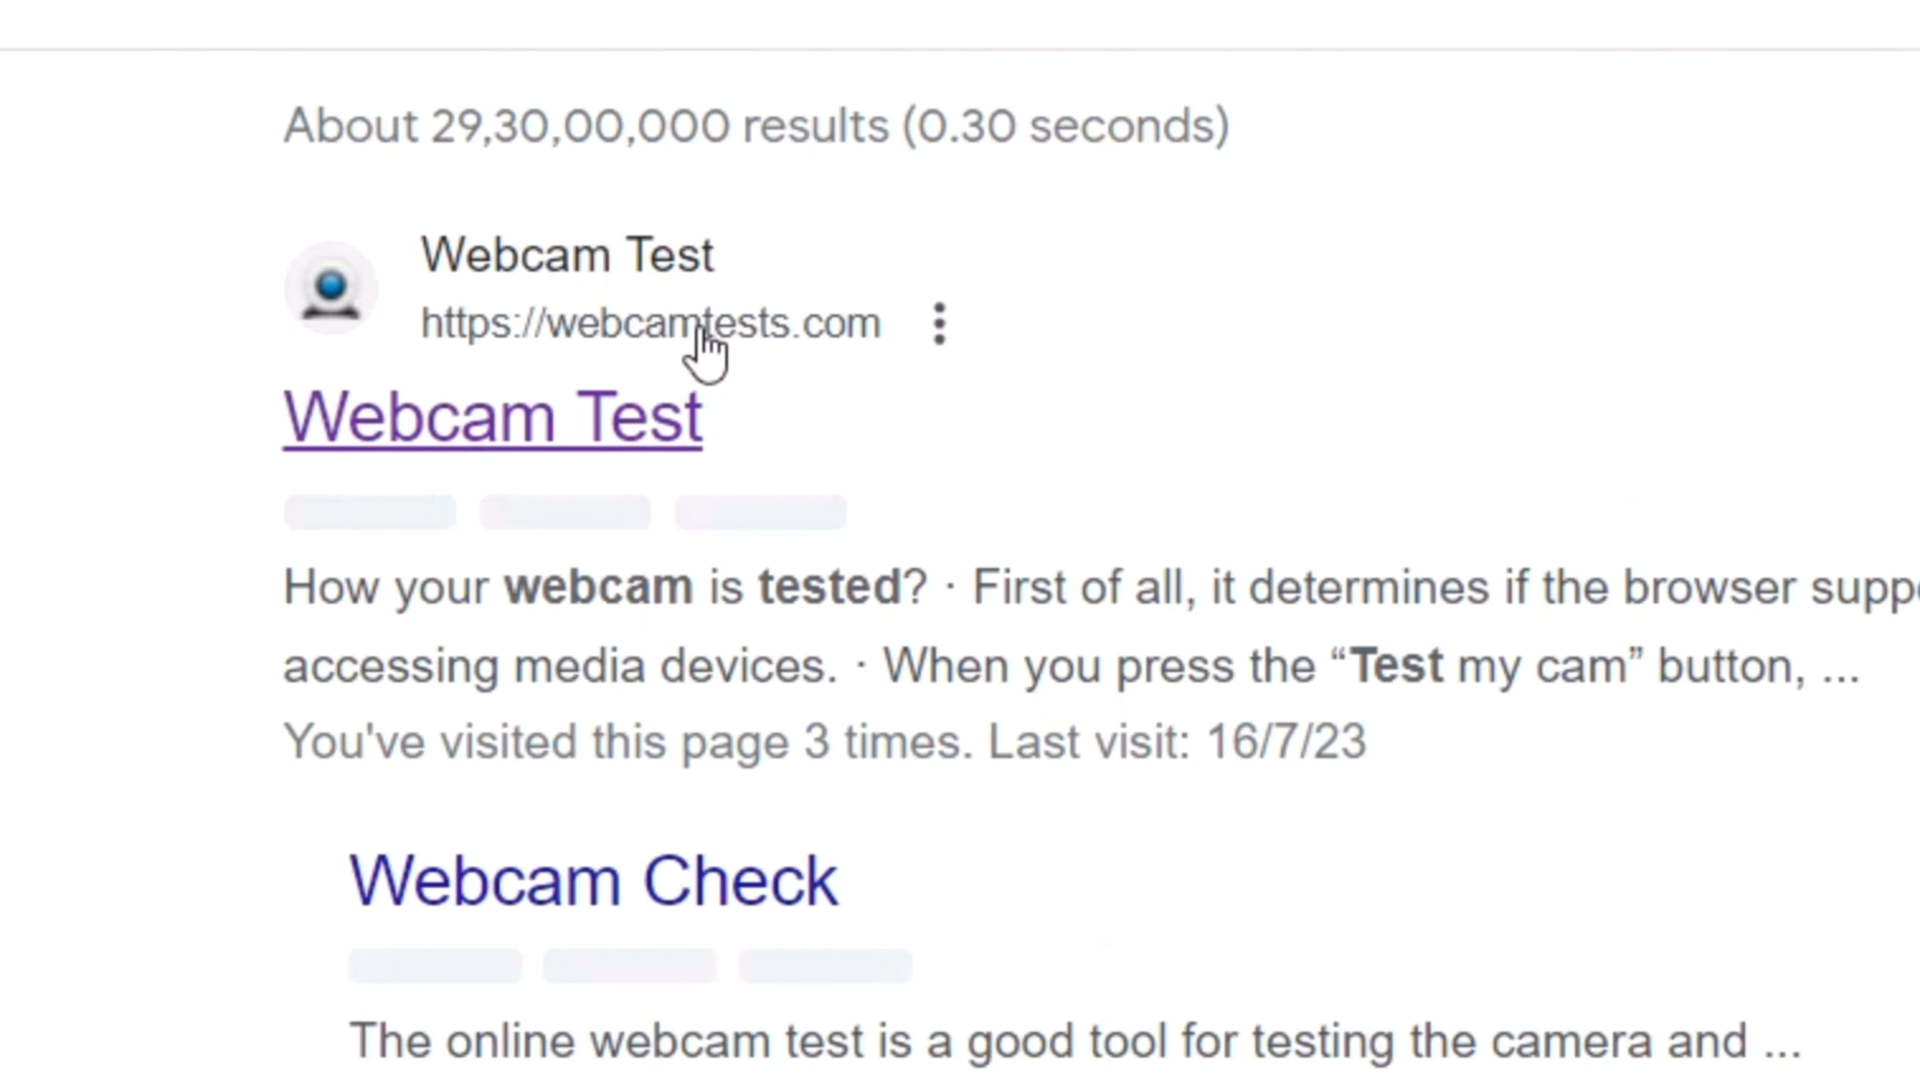 About 29,30,00,000 results (0.30 seconds)
Webcam Test
https://webcamtests.com
Webcam Test
How your webcam is tested? · First of all, it determines if the browser
accessing media devices. · When you press the “Test my cam” button, ...
You've visited this page 3 times. Last visit: 16/7/23
Webcam Check
The online webcam test is a good tool for testing the camera and ...